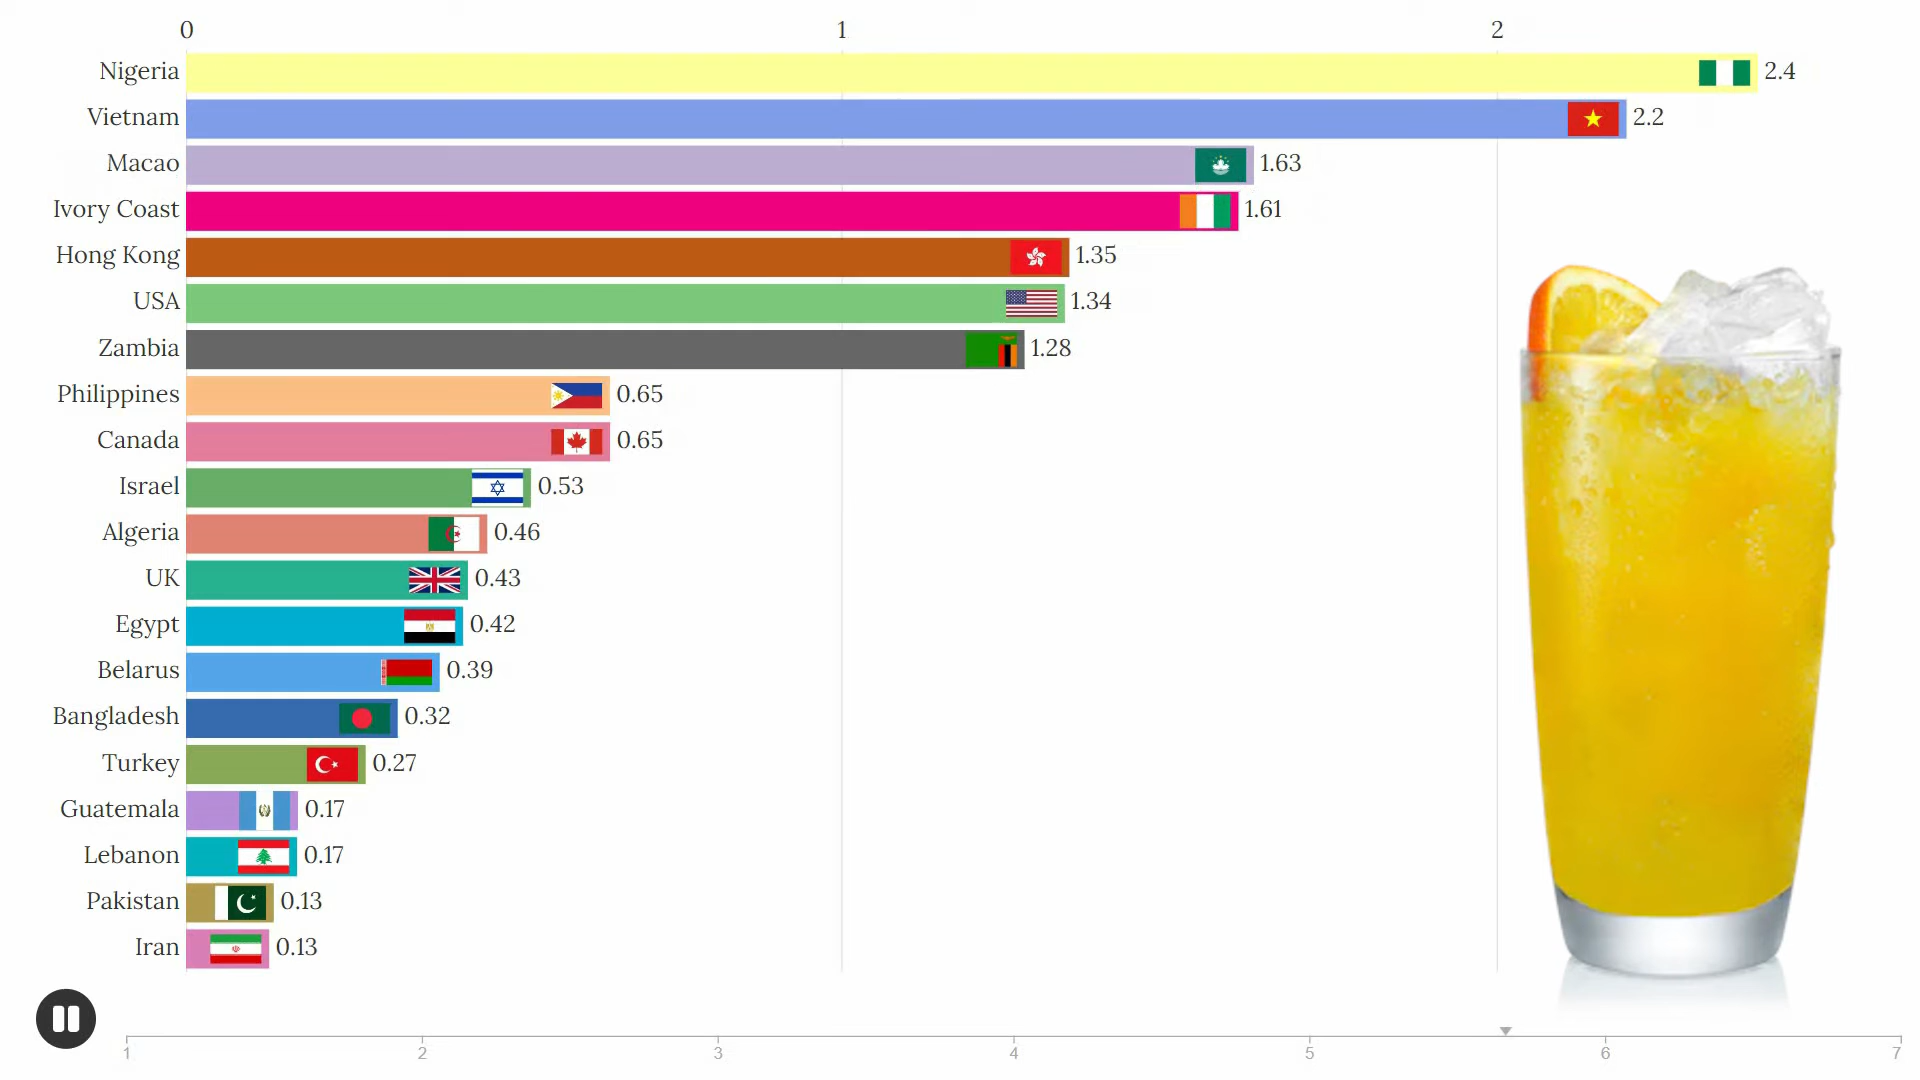 0 1 2
Nigeria 2.4
Vietnam 2.2
Macao 1.63
Ivory Coast 1.61
Hong Kong 1.35
USA 1.34
Zambia 1.28
Philippines 0.65
Canada 0.65
Israel 0.53
Algeria 0.46
UK 0.43
Egypt 0.42
Belarus 0.39
Bangladesh 0.32
Turkey 0.27
Guatemala 0.17
Lebanon 0.17
Pakistan 0.13
Iran 0.13
1 2 3 4 5 6 7